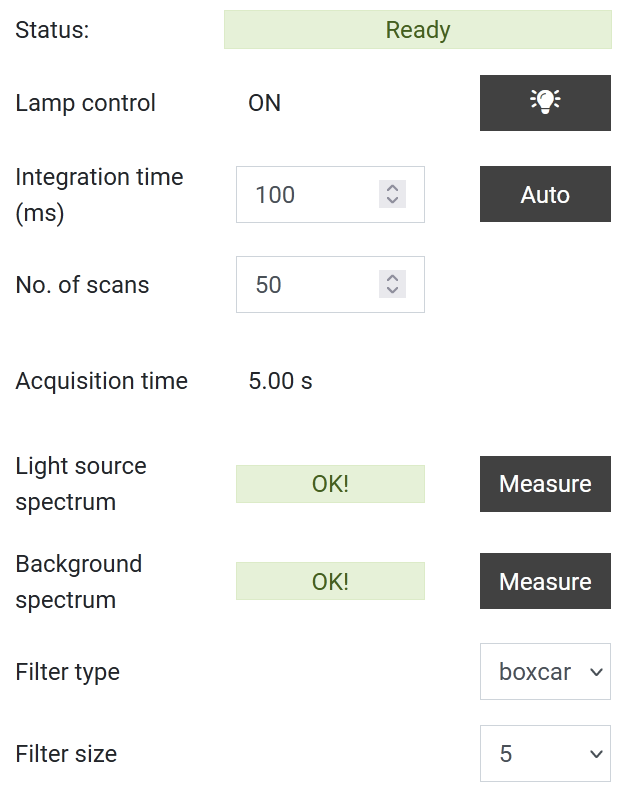 Status:
Ready
Lamp control
ON
Integration time
(ms)
100
Auto
No. of scans
50
Acquisition time
5.00 s
Light source
spectrum
OK!
Measure
Background
spectrum
OK!
Measure
Filter type
boxcar
Filter size
5